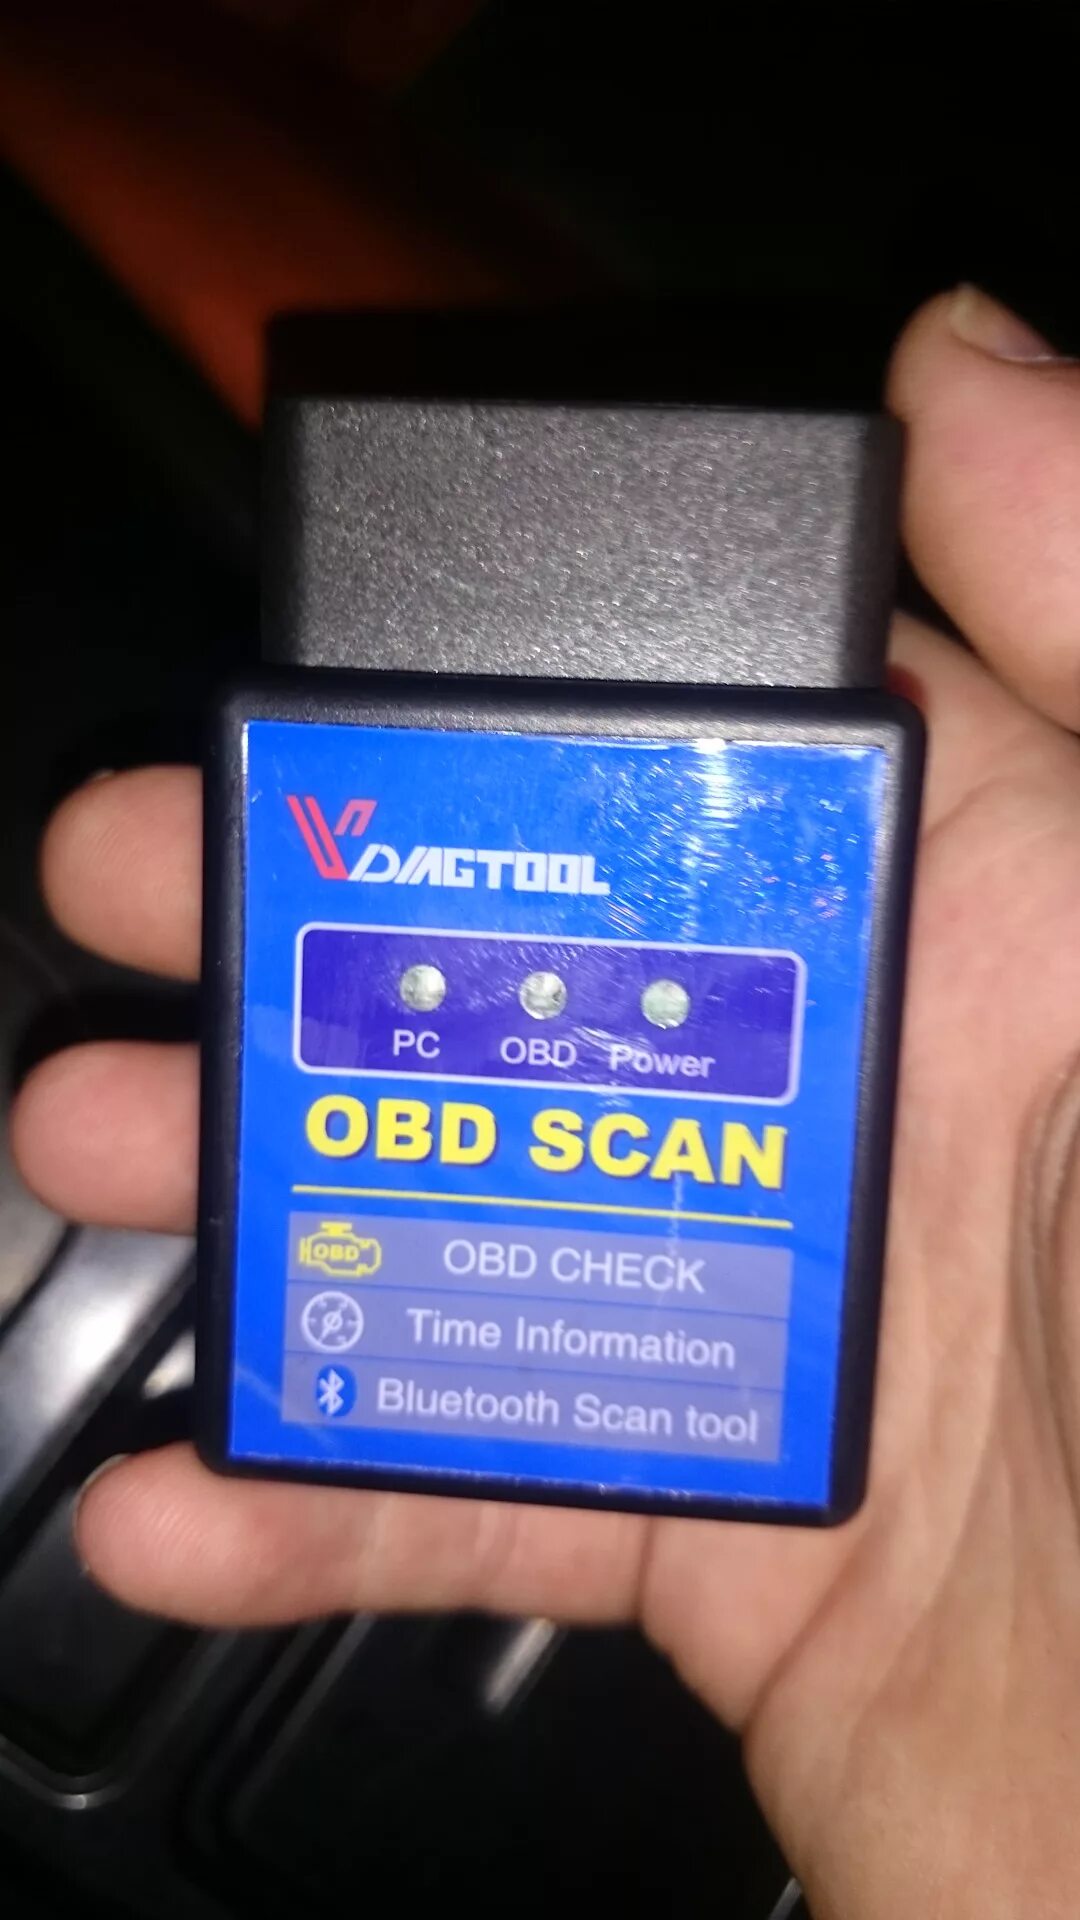 VDIAGTOOL
PC OBD Power
OBD SCAN
OBD OBD CHECK
Time Information
Bluetooth Scan tool